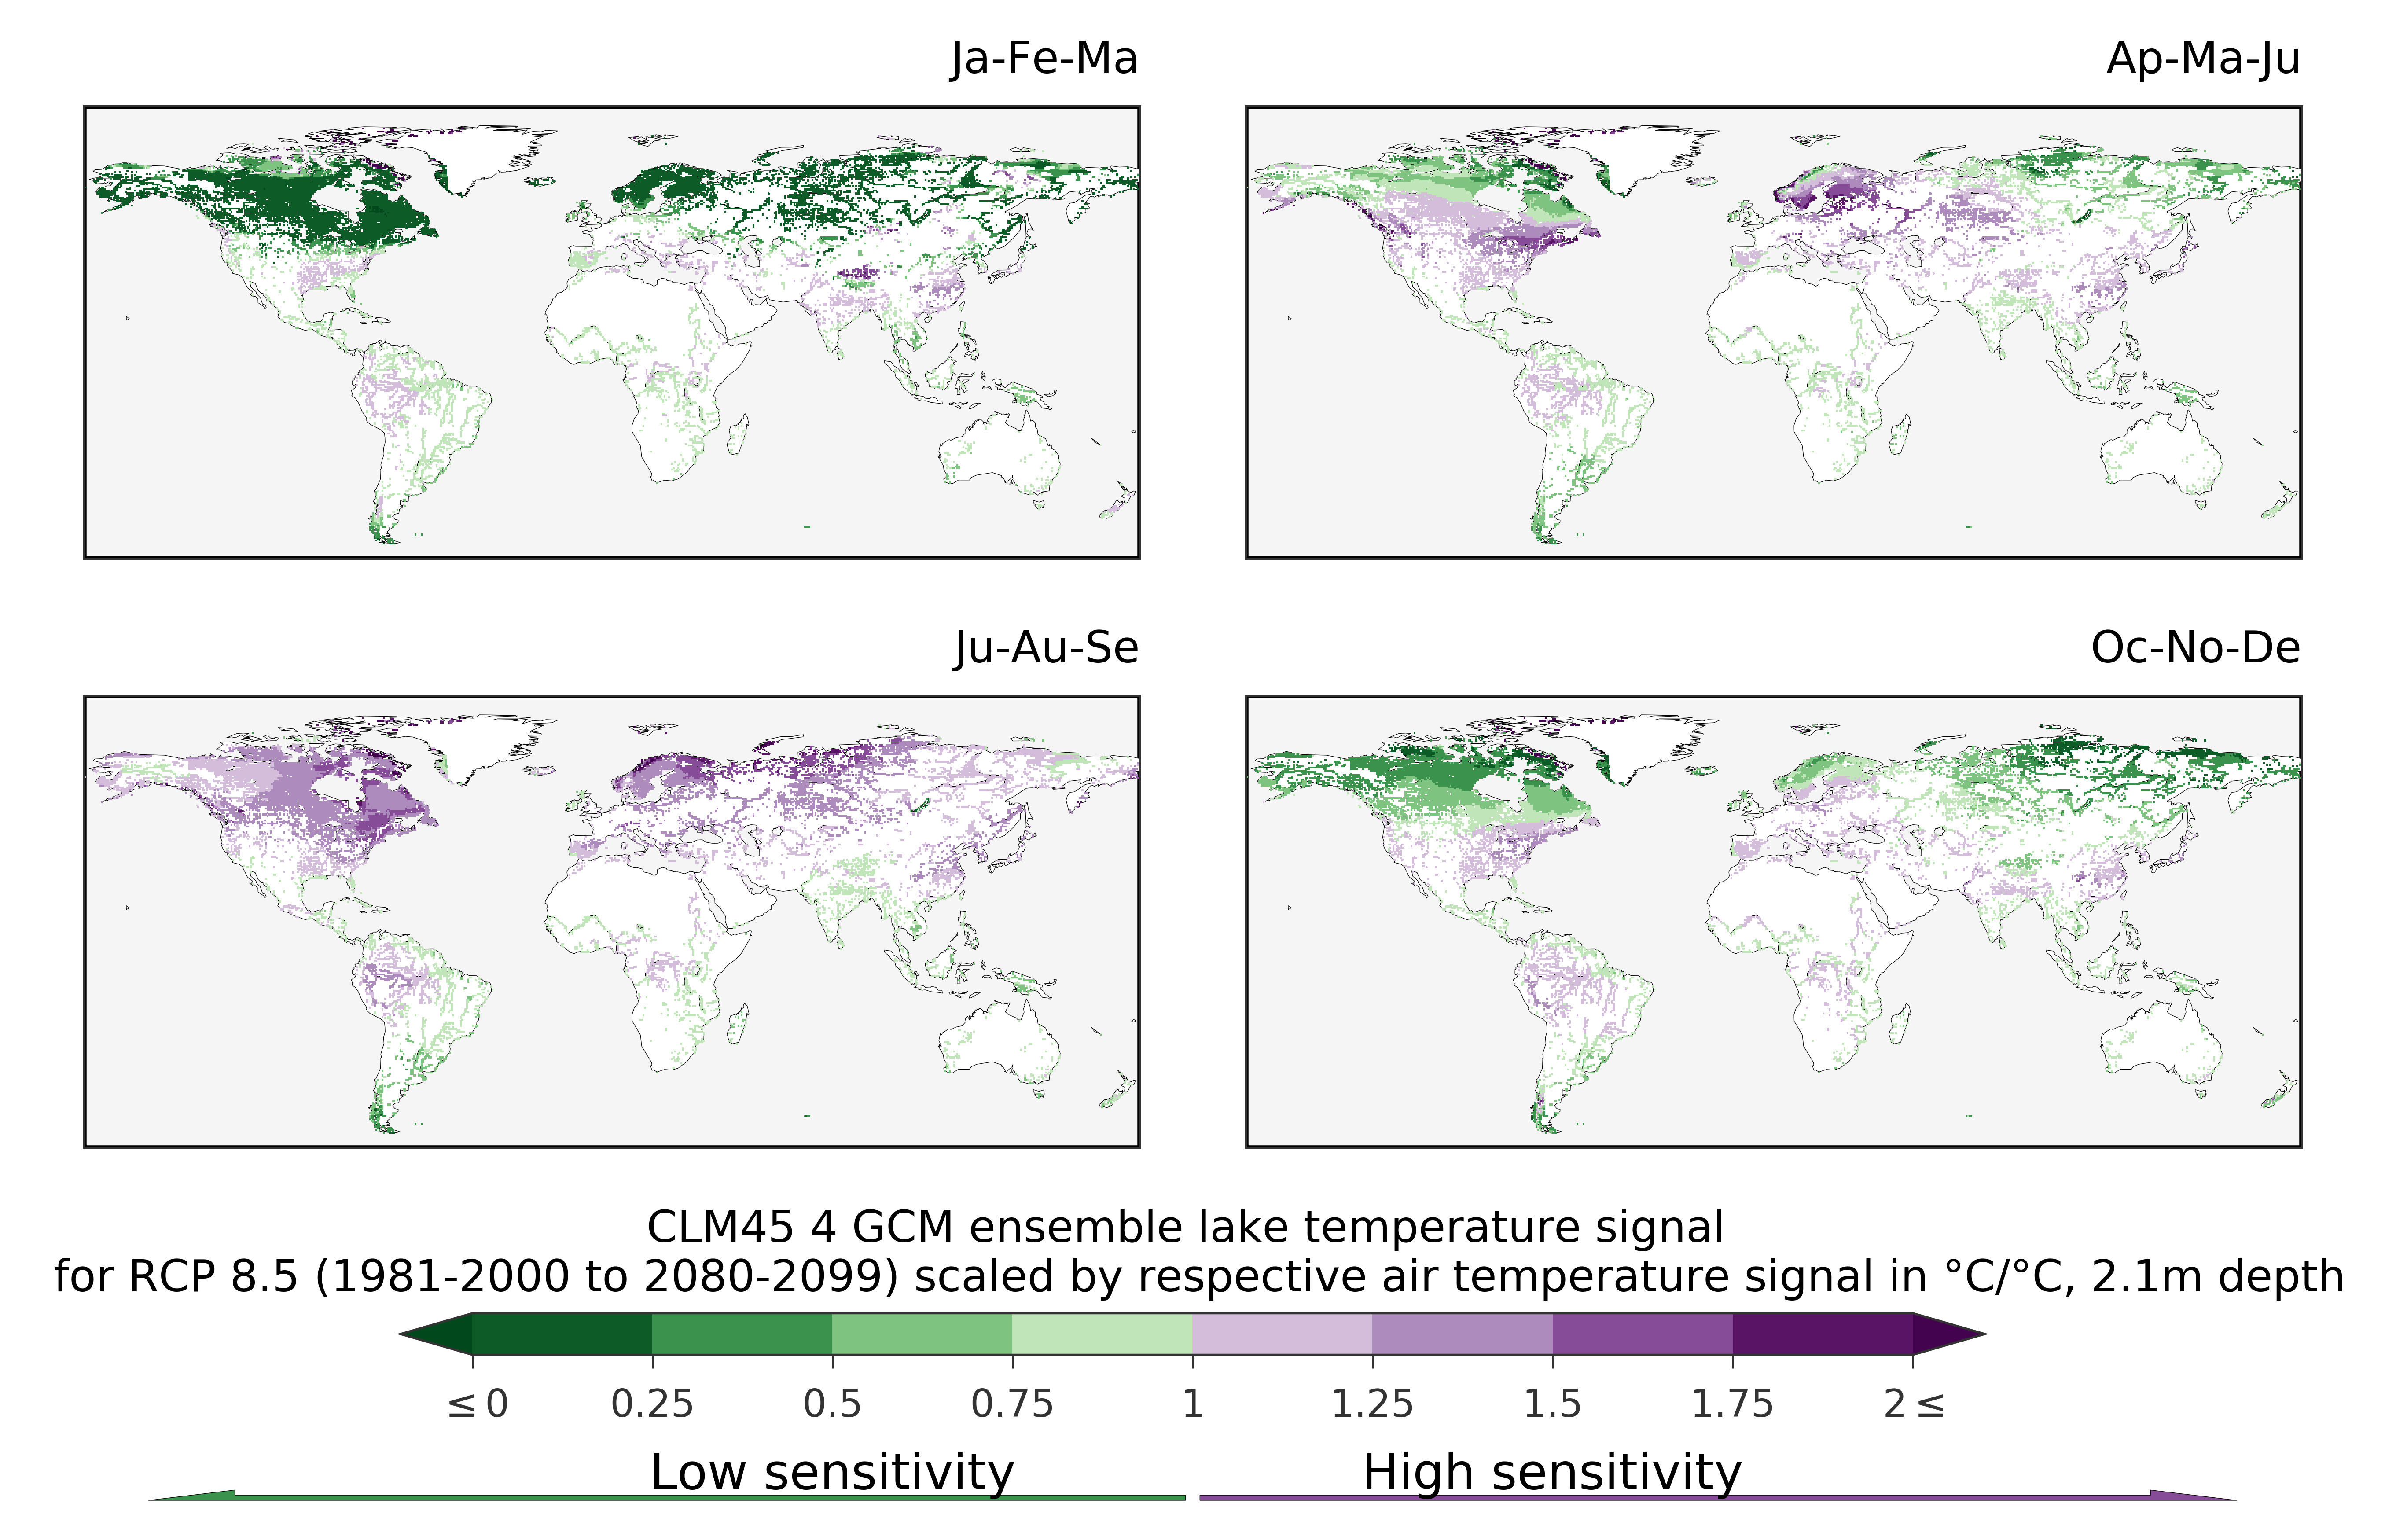 Ja-Fe-Ma
Ap-Ma-Ju
Ju-Au-Se
Oc-No-De
CLM45 4 GCM ensemble lake temperature signal
for RCP 8.5 (1981-2000 to 2080-2099) scaled by respective air temperature signal in °C/°C, 2.1m depth
≤ 0 0.25 0.5 0.75 1 1.25 1.5 1.75 2 ≤
Low sensitivity High sensitivity